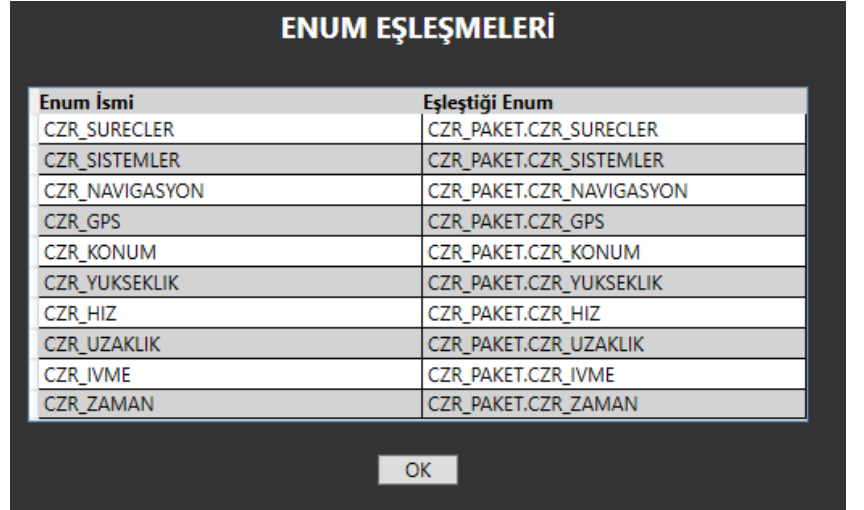 ENUM EŞLEŞMELERİ
Enum İsmi Eşleştiği Enum
CZR_SURECLER CZR_PAKET.CZR_SURECLER
CZR_SISTEMLER CZR_PAKET.CZR_SISTEMLER
CZR_NAVIGASYON CZR_PAKET.CZR_NAVIGASYON
CZR_GPS CZR_PAKET.CZR_GPS
CZR_KONUM CZR_PAKET.CZR_KONUM
CZR_YUKSEKLIK CZR_PAKET.CZR_YUKSEKLIK
CZR_HIZ CZR_PAKET.CZR_HIZ
CZR_UZAKLIK CZR_PAKET.CZR_UZAKLIK
CZR_IVME CZR_PAKET.CZR_IVME
CZR_ZAMAN CZR_PAKET.CZR_ZAMAN
OK